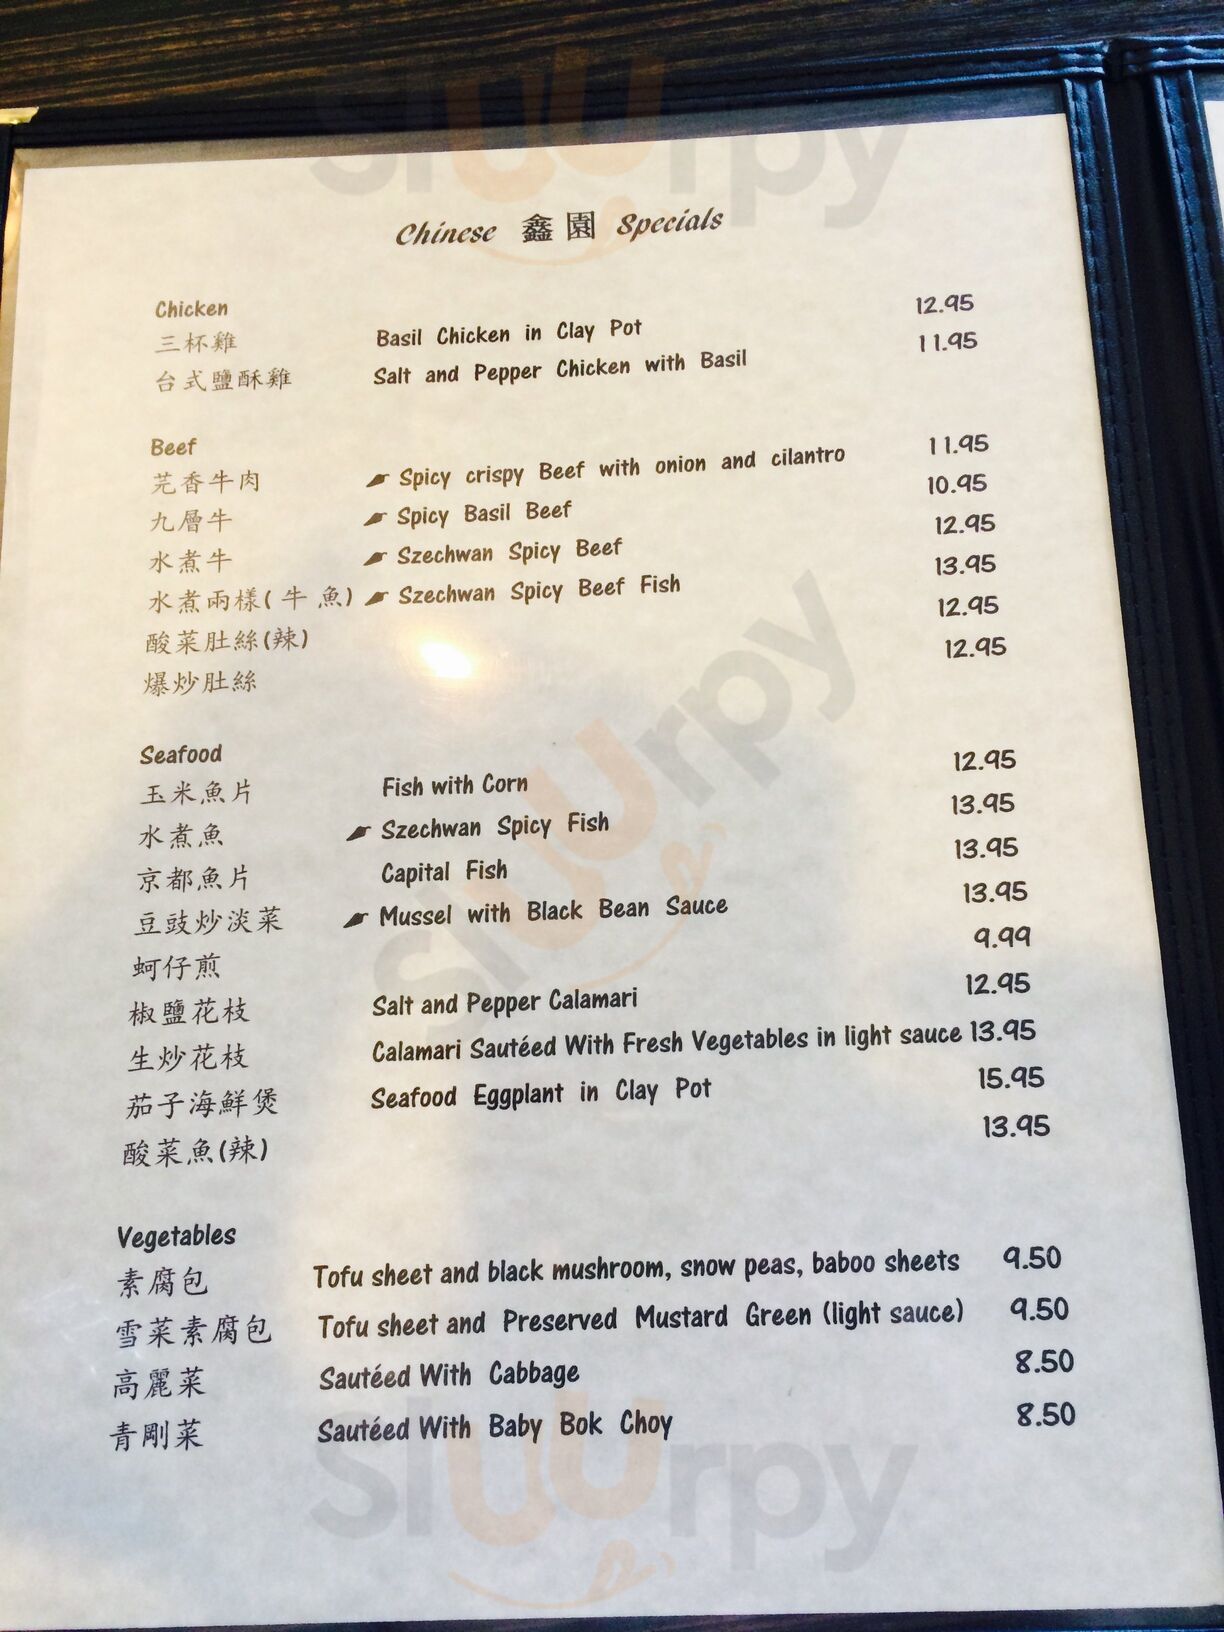 Chinese 鑫園 Specials
Chicken
三杯雞 Basil Chicken in Clay Pot 12.95
台式鹽酥雞 Salt and Pepper Chicken with Basil 11.95
Beef
芫香牛肉 Spicy crispy Beef with onion and cilantro 11.95
九層牛 Spicy Basil Beef 10.95
水煮牛 Szechwan Spicy Beef 12.95
水煮兩樣(牛 魚) Szechwan Spicy Beef Fish 13.95
酸菜肚絲(辣) 12.95
爆炒肚絲 12.95
Seafood
玉米魚片 Fish with Corn 12.95
水煮魚 Szechwan Spicy Fish 13.95
京都魚片 Capital Fish 13.95
豆豉炒淡菜 Mussel with Black Bean Sauce 13.95
蚵仔煎 9.99
椒鹽花枝 Salt and Pepper Calamari 12.95
生炒花枝 Calamari Sautéed With Fresh Vegetables in light sauce 13.95
茄子海鮮煲 Seafood Eggplant in Clay Pot 15.95
酸菜魚(辣) 13.95
Vegetables
素腐包 Tofu sheet and black mushroom, snow peas, baboo sheets 9.50
雪菜素腐包 Tofu sheet and Preserved Mustard Green (light sauce) 9.50
高麗菜 Sautéed With Cabbage 8.50
青剛菜 Sautéed With Baby Bok Choy 8.50
Sluurpy
Sluurpy
Sluurpy